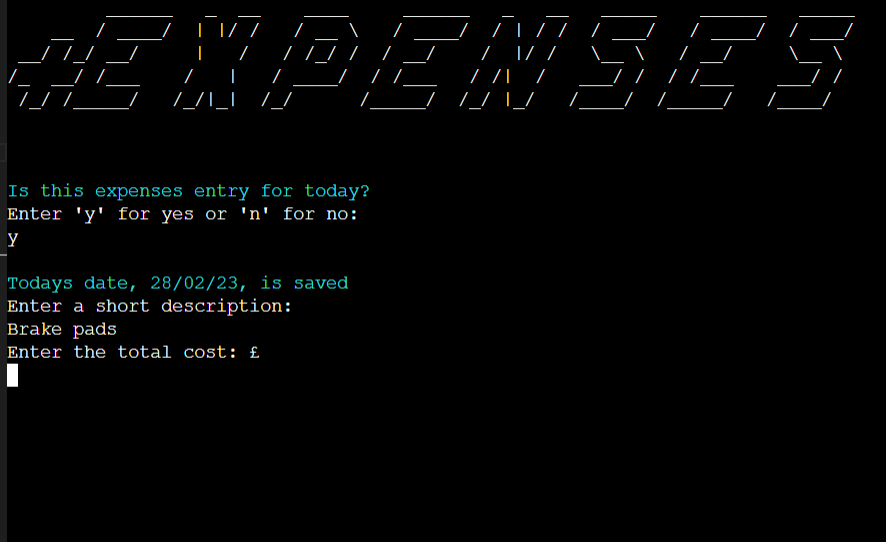 +EXPENSES
Is this expenses entry for today?
Enter 'y' for yes or 'n' for no:
y
Todays date, 28/02/23, is saved
Enter a short description:
Brake pads
Enter the total cost: £